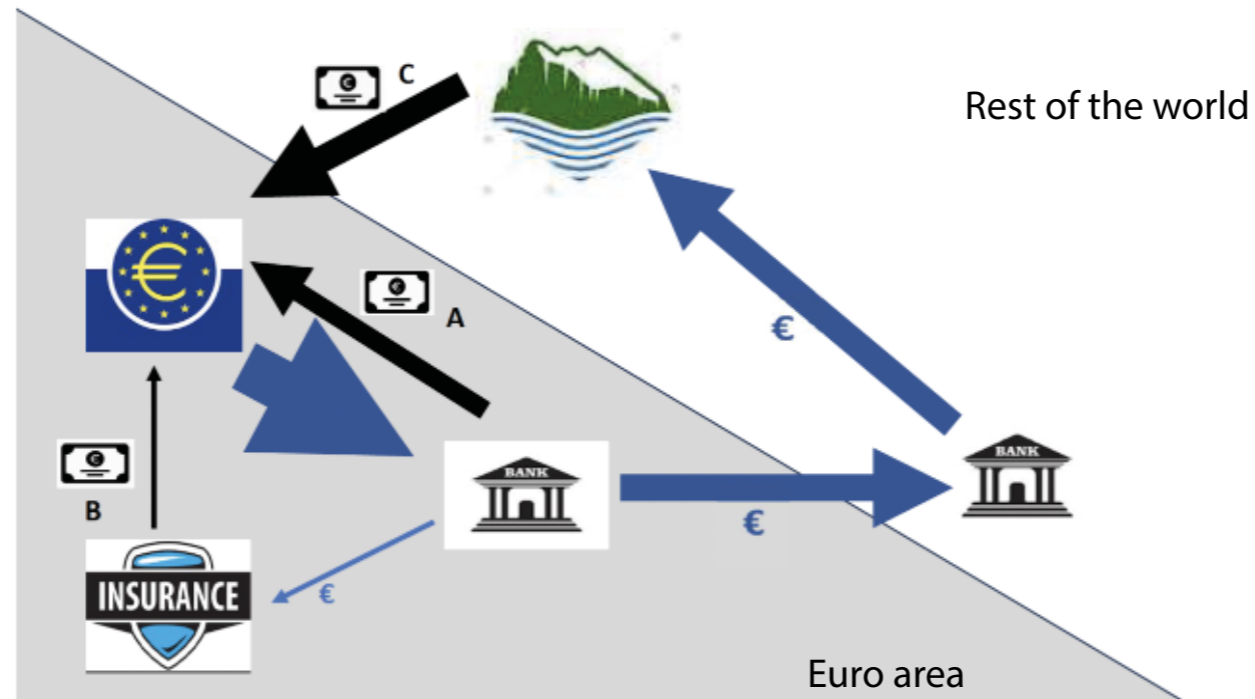 C
Rest of the world
€
A
€
BANK
BANK
B
€
€
INSURANCE
Euro area